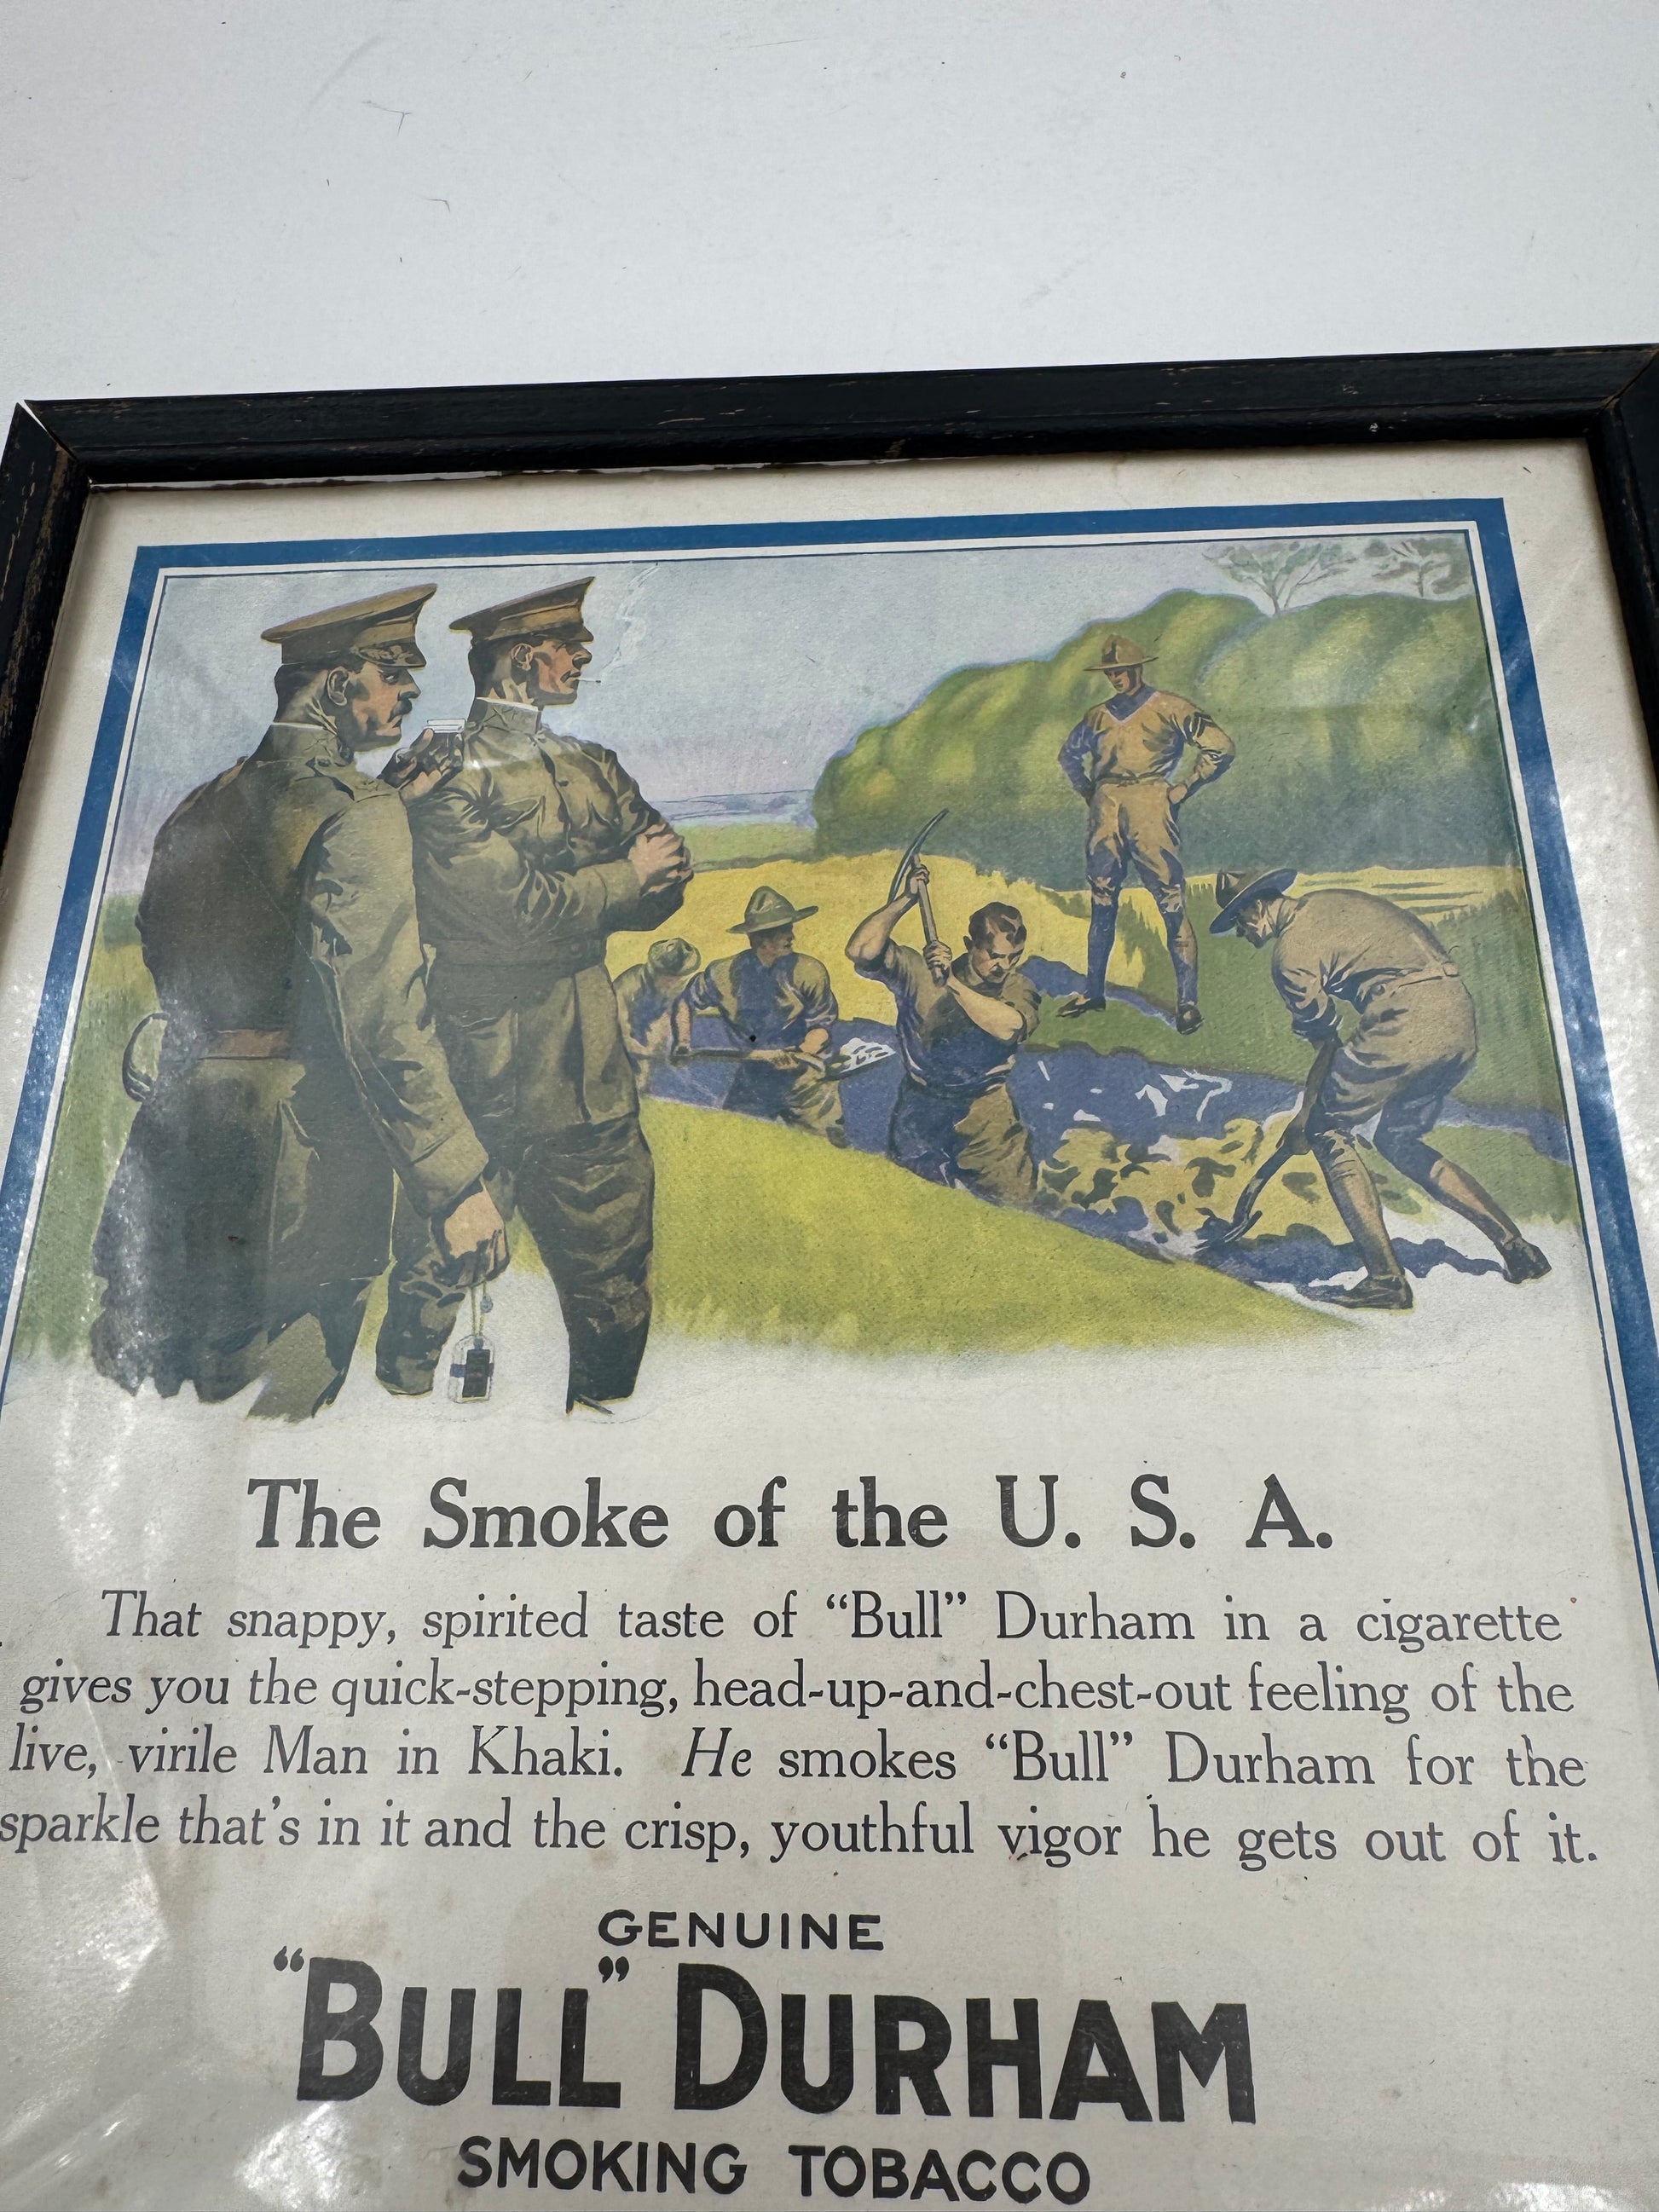 The Smoke of the U. S. A.
That snappy, spirited taste of “Bull” Durham in a cigarette
gives you the quick-stepping, head-up-and-chest-out feeling of the
live, virile Man in Khaki. He smokes “Bull” Durham for the
sparkle that's in it and the crisp, youthful vigor he gets out of it.
GENUINE
“BULL” DURHAM
SMOKING TOBACCO